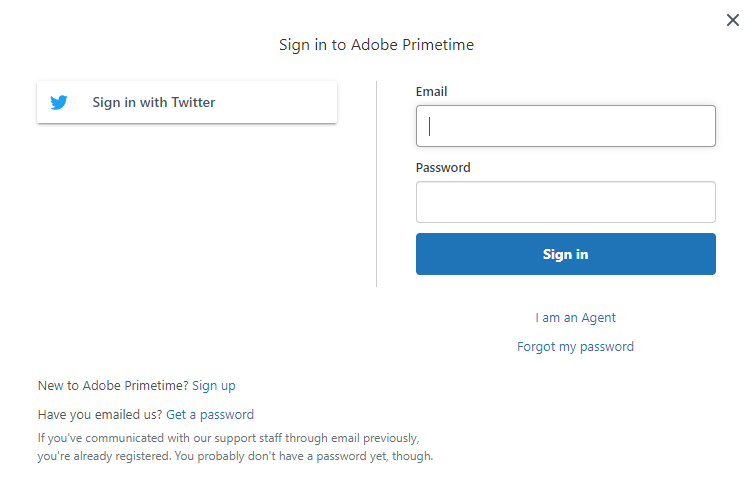 Sign in to Adobe Primetime
Sign in with Twitter
Email
Password
Sign in
I am an Agent
Forgot my password
New to Adobe Primetime? Sign up
Have you emailed us? Get a password
If you've communicated with our support staff through email previously,
you're already registered. You probably don't have a password yet, though.